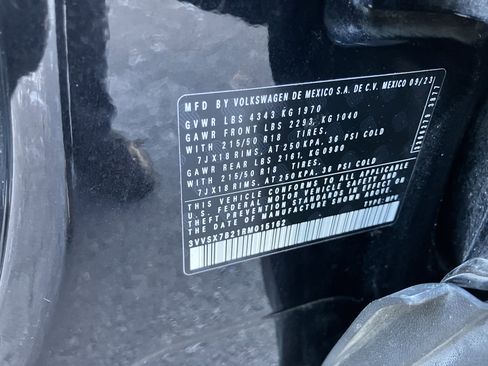 MFD BY VOLKSWAGEN DE MEXICO S.A. DE C.V. MEXICO 09/23
GVWR LBS 4343 KG 1970
GAWR FRONT LBS 2293, KG 1040
WITH 215/50 R18 TIRES,
7JX18 RIMS, AT 250 KPA, 36 PSI COLD
GAWR REAR LBS 2161, KG 0980
WITH 215/50 R18 TIRES,
7JX18 RIMS, AT 250 KPA, 36 PSI COLD
THIS VEHICLE CONFORMS TO ALL APPLICABLE
U.S. FEDERAL MOTOR VEHICLE SAFETY AND
THEFT PREVENTION STANDARDS IN EFFECT
ON THE DATE OF MANUFACTURE SHOWN ABOVE
3VVSX7B21RM015162 TYPE: MPV